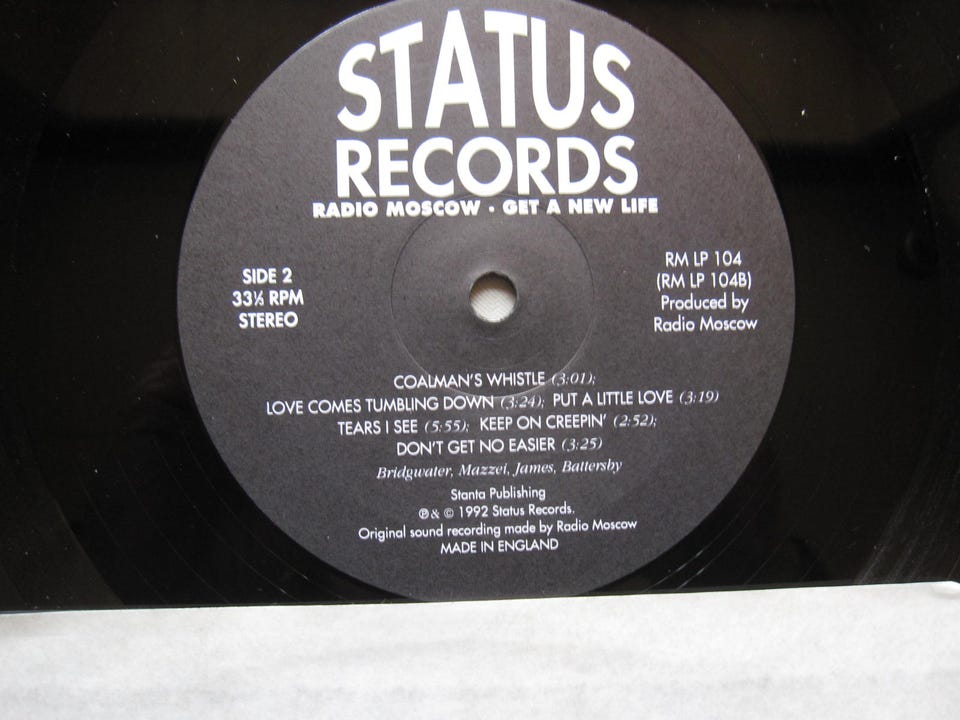 STATUS
RECORDS
RADIO MOSCOW · GET A NEW LIFE
SIDE 2
33⅓ RPM
STEREO
RM LP 104
(RM LP 104B)
Produced by
Radio Moscow
COALMAN'S WHISTLE (3:01);
LOVE COMES TUMBLING DOWN (3:24); PUT A LITTLE LOVE (3:19)
TEARS I SEE (5:55); KEEP ON CREEPIN' (2:52);
DON'T GET NO EASIER (3:25)
Bridgwater, Mazzei, James, Battersby
Stanta Publishing
℗ & © 1992 Status Records.
Original sound recording made by Radio Moscow
MADE IN ENGLAND